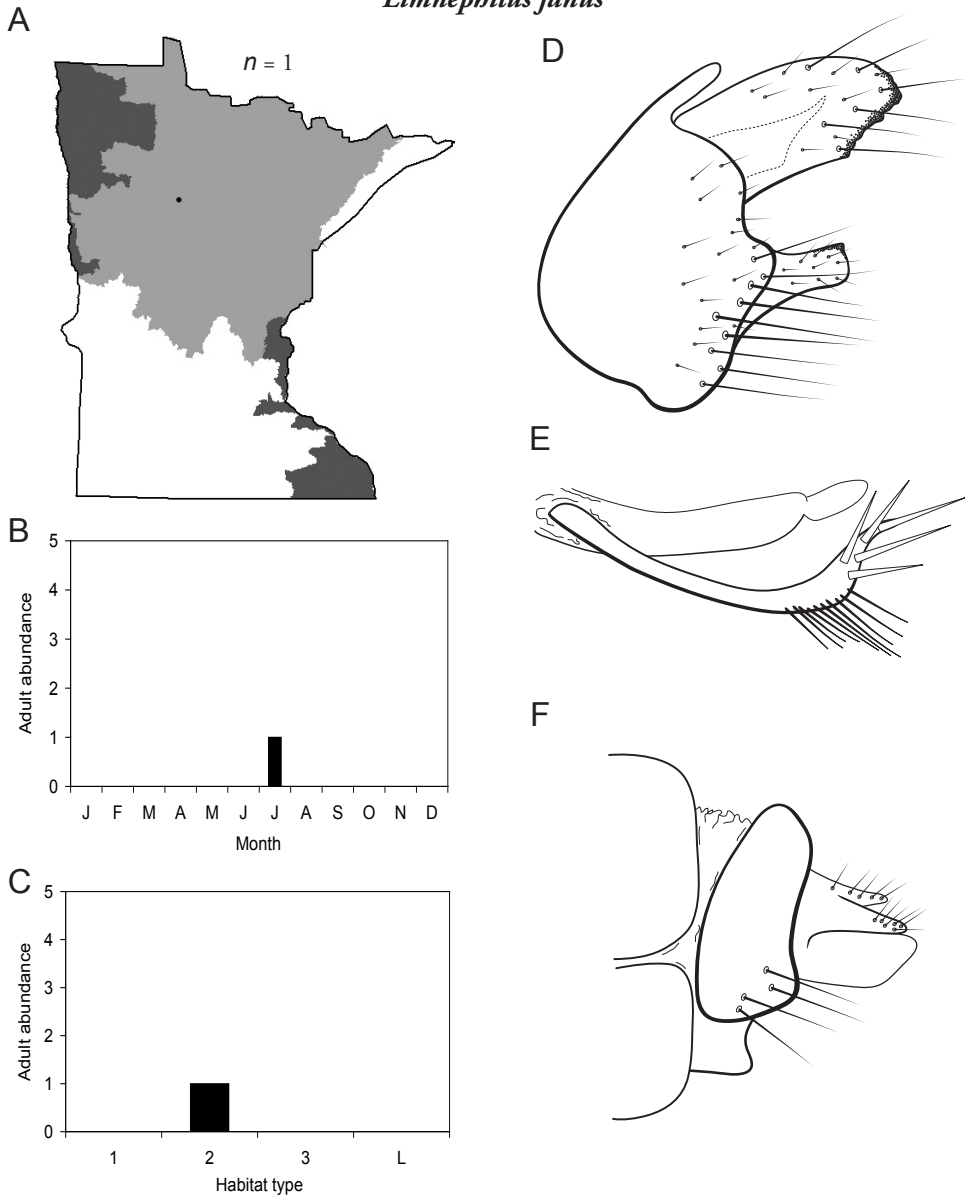 Limnephilus janus
A
n = 1
B
5
4
3
2
1
0
Adult abundance
J F M A M J J A S O N D
Month
C
5
4
3
2
1
0
Adult abundance
1 2 3 L
Habitat type
D
E
F